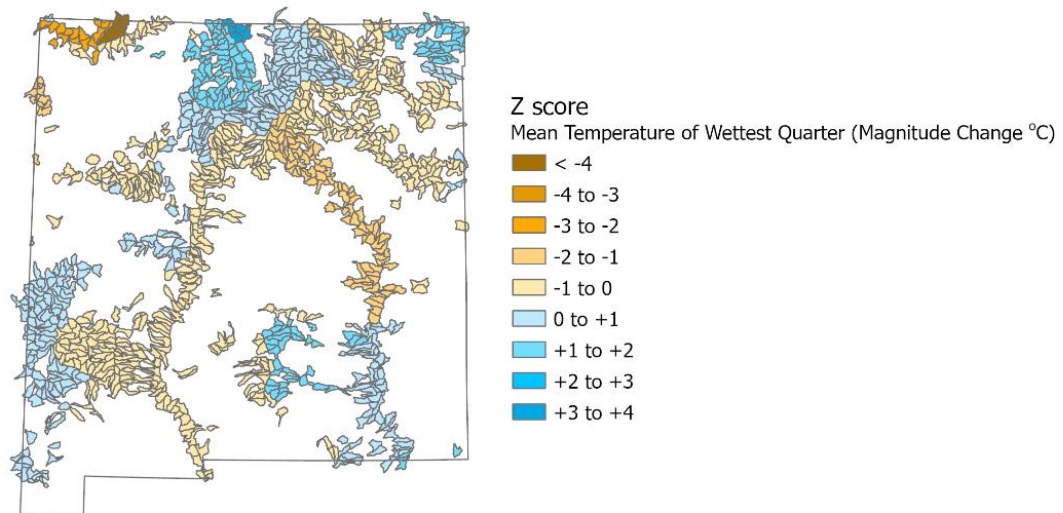 Z score
Mean Temperature of Wettest Quarter (Magnitude Change °C)
< -4
-4 to -3
-3 to -2
-2 to -1
-1 to 0
0 to +1
+1 to +2
+2 to +3
+3 to +4